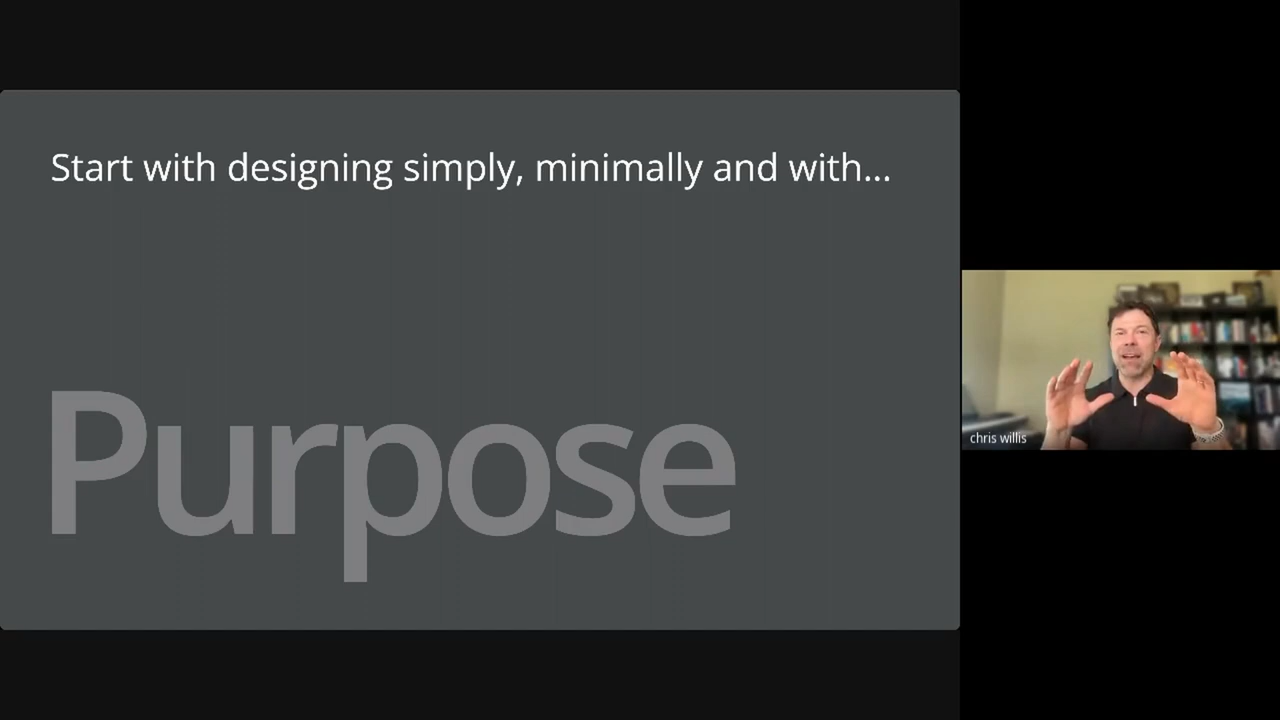 Start with designing simply, minimally and with...
Purpose
chris willis